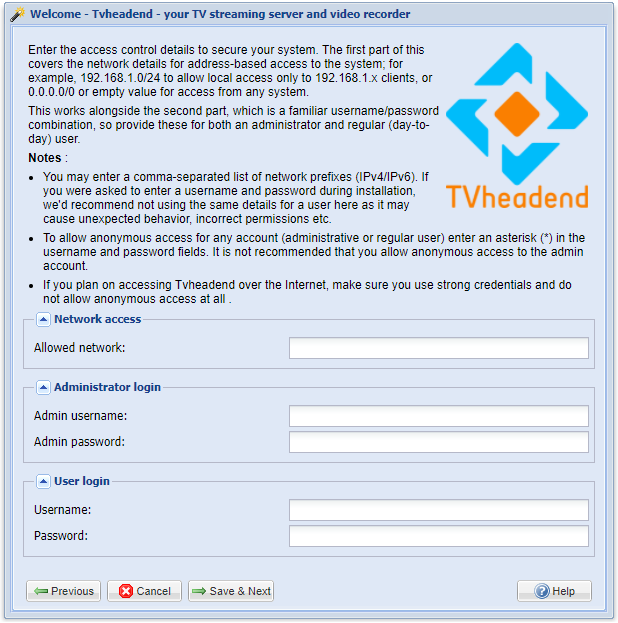 Welcome - Tvheadend - your TV streaming server and video recorder
Enter the access control details to secure your system. The first part of this
covers the network details for address-based access to the system; for
example, 192.168.1.0/24 to allow local access only to 192.168.1.x clients, or
0.0.0.0/0 or empty value for access from any system.
This works alongside the second part, which is a familiar username/password
combination, so provide these for both an administrator and regular (day-to-
day) user.
Notes :
• You may enter a comma-separated list of network prefixes (IPv4/IPv6). If
you were asked to enter a username and password during installation,
we'd recommend not using the same details for a user here as it may
cause unexpected behavior, incorrect permissions etc.
TVheadend
• To allow anonymous access for any account (administrative or regular user) enter an asterisk (*) in the
username and password fields. It is not recommended that you allow anonymous access to the admin
account.
• If you plan on accessing Tvheadend over the Internet, make sure you use strong credentials and do
not allow anonymous access at all .
Network access
Allowed network:
Administrator login
Admin username:
Admin password:
User login
Username:
Password:
Previous Cancel Save & Next Help